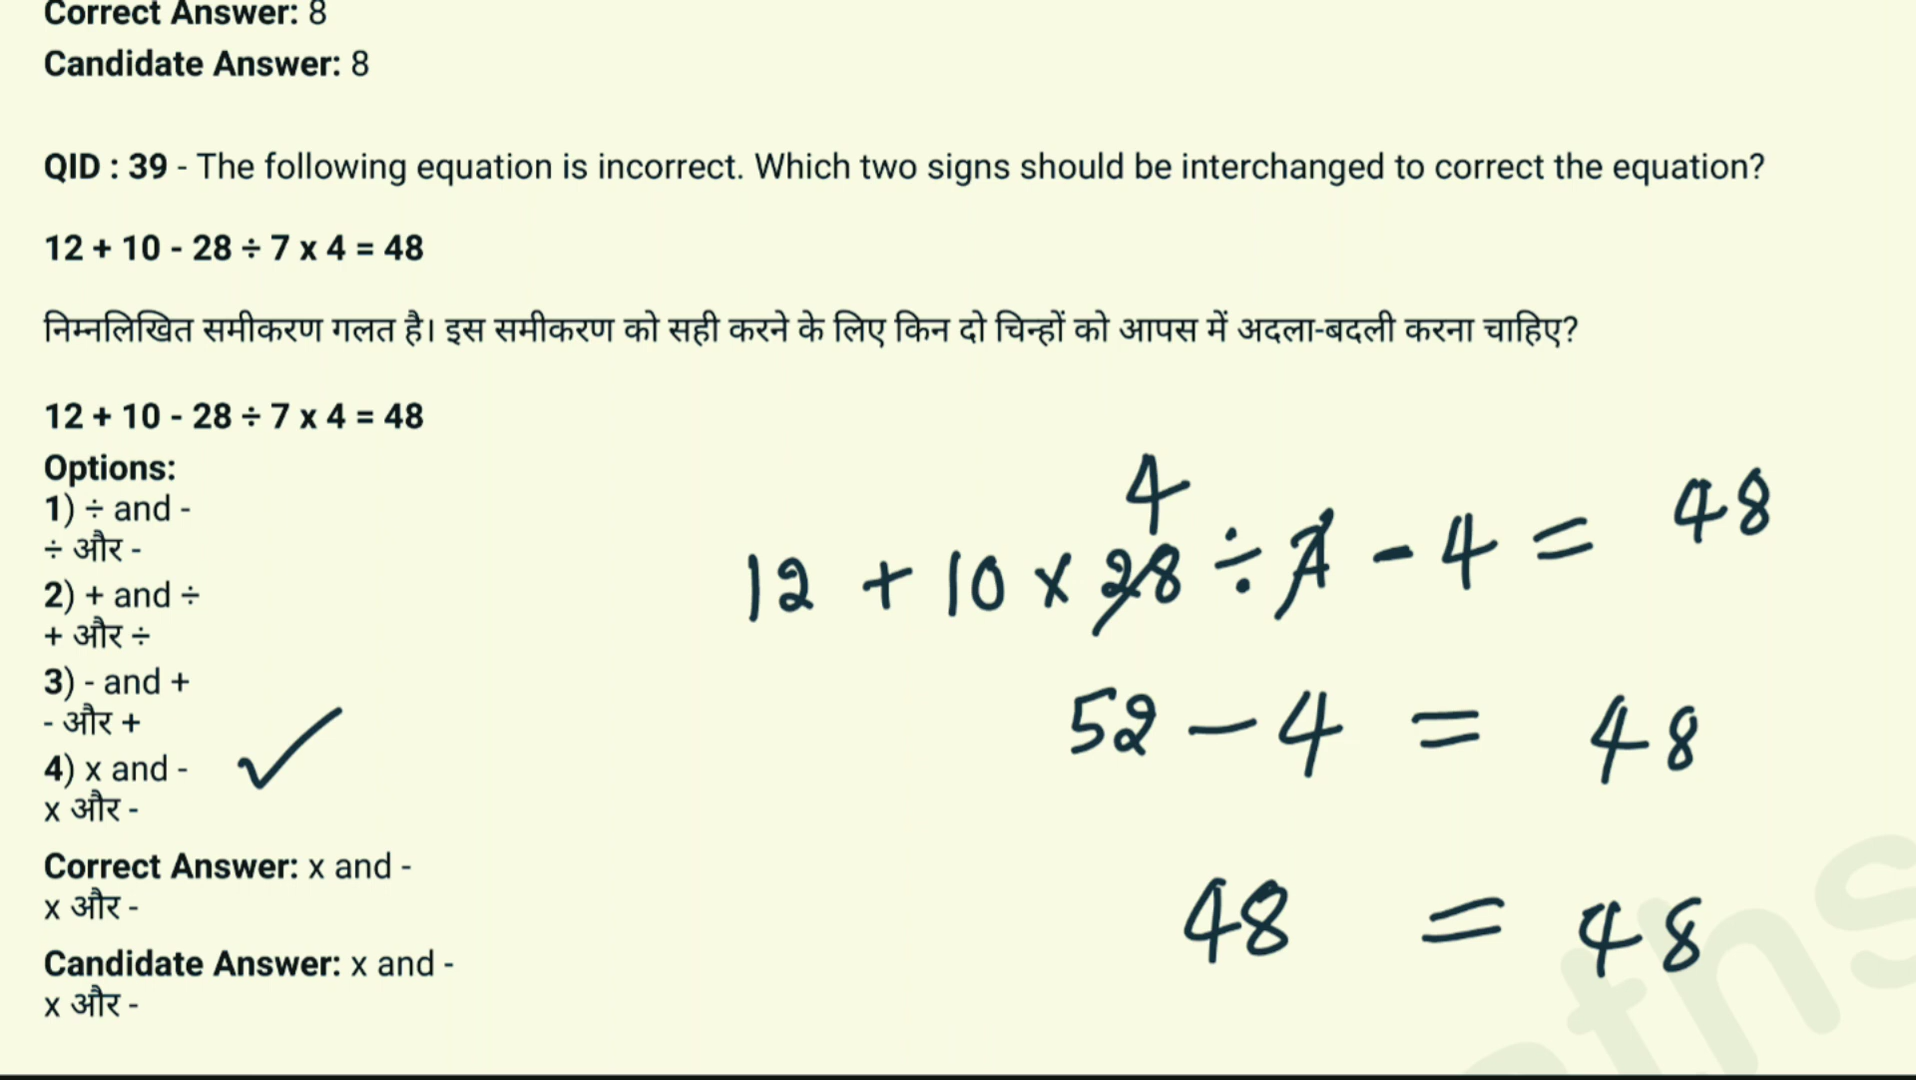 Correct Answer: 8
Candidate Answer: 8
QID : 39 - The following equation is incorrect. Which two signs should be interchanged to correct the equation?
12 + 10 - 28 ÷ 7 x 4 = 48
निम्नलिखित समीकरण गलत है। इस समीकरण को सही करने के लिए किन दो चिन्हों को आपस में अदला-बदली करना चाहिए?
12 + 10 - 28 ÷ 7 x 4 = 48
Options:
1) ÷ and -
÷ और -
2) + and ÷
+ और ÷
3) - and +
- और +
4) x and -
x और -
Correct Answer: x and -
x और -
Candidate Answer: x and -
x और -
4
12 + 10 x 28 ÷ 7 - 4 = 48
52 - 4 = 48
48 = 48